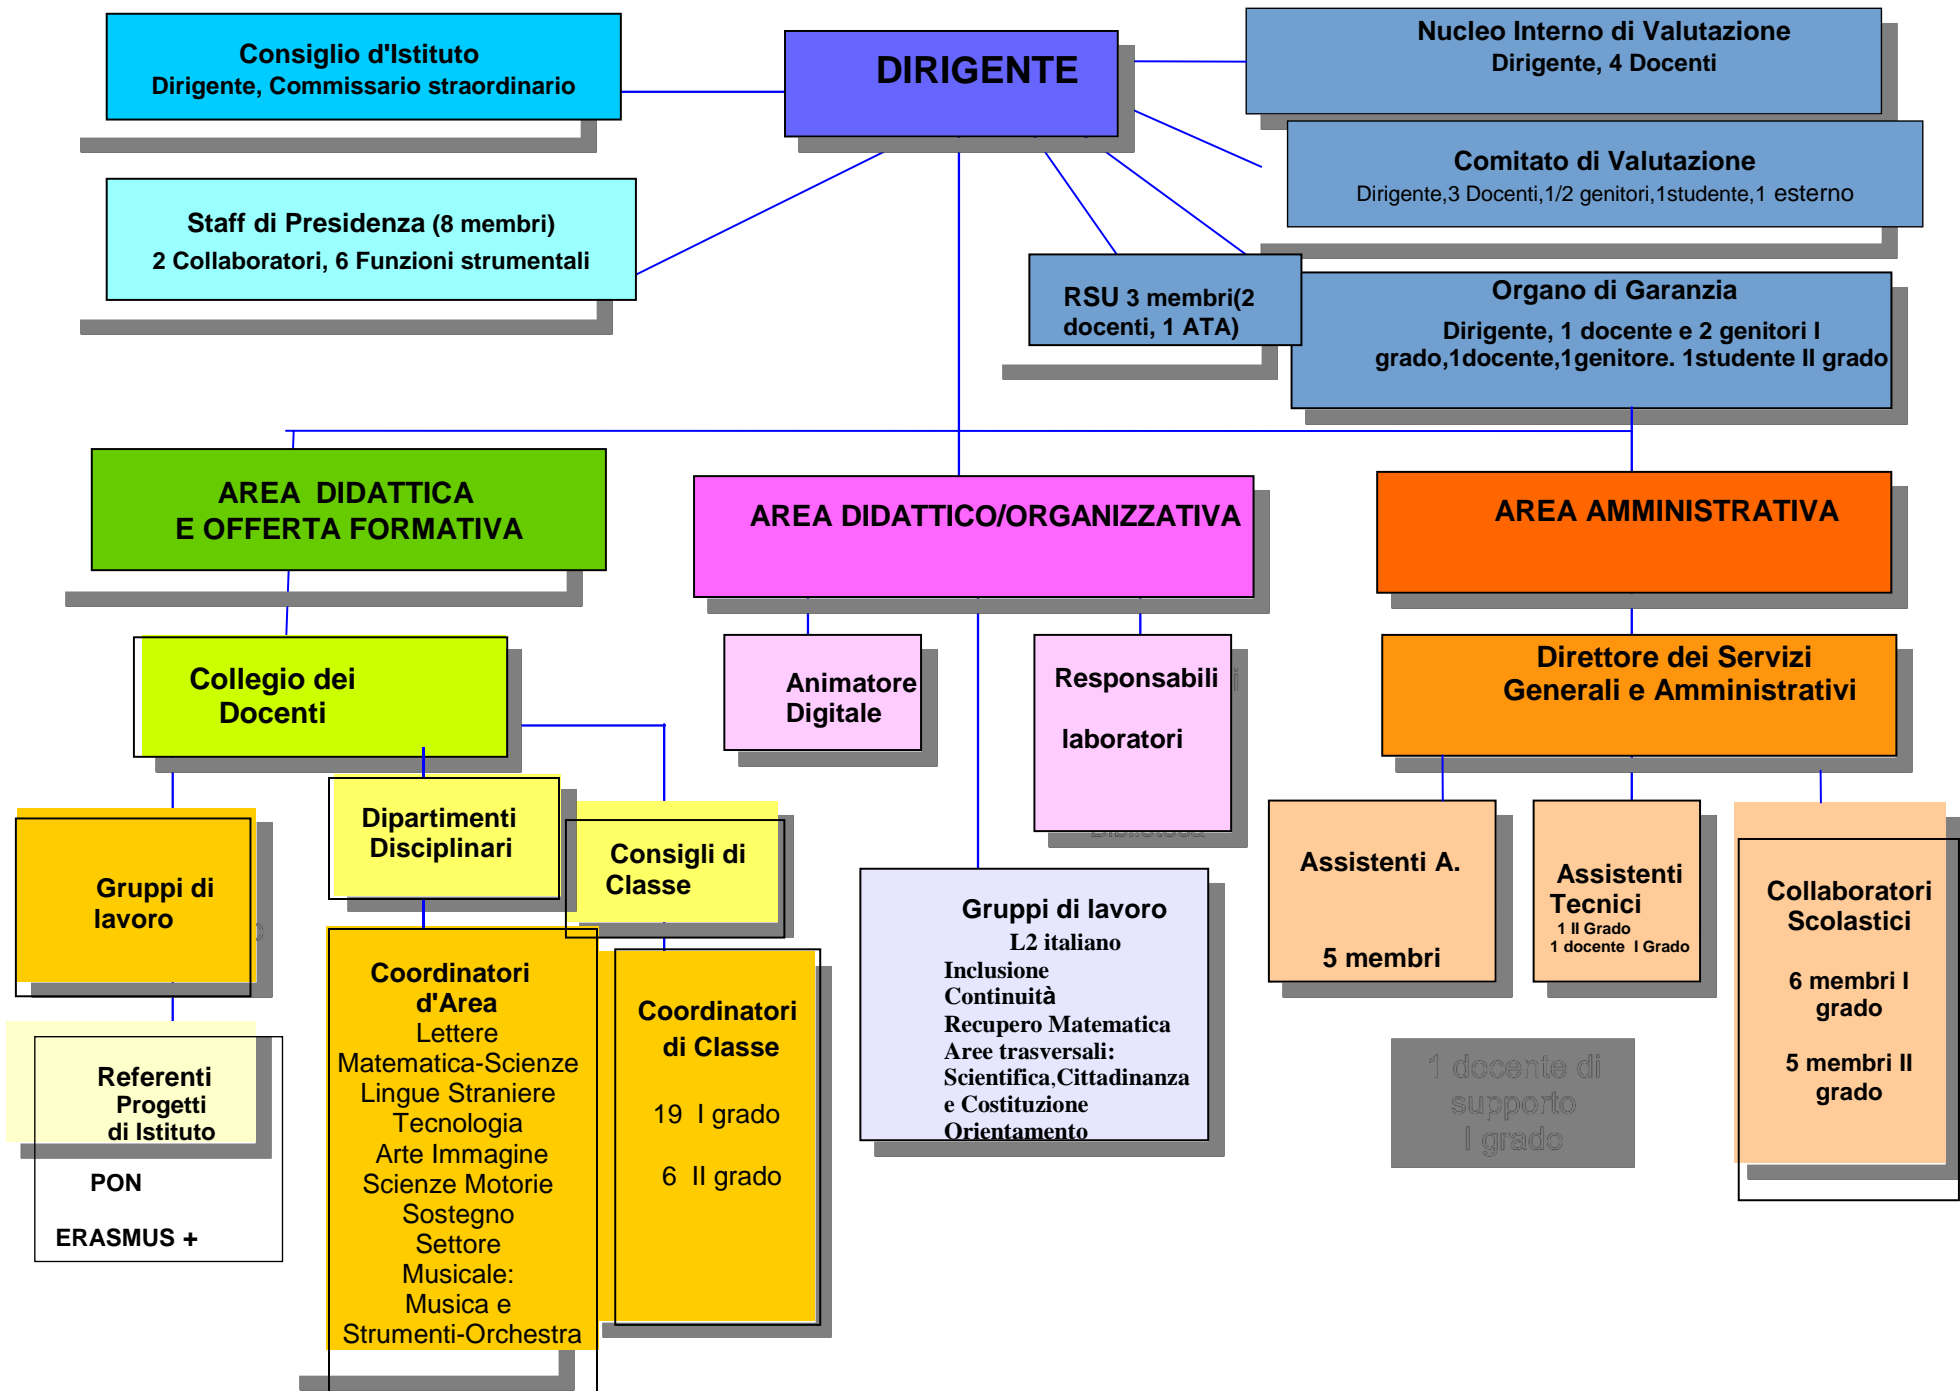 Consiglio d'Istituto
Dirigente, Commissario straordinario
DIRIGENTE
Nucleo Interno di Valutazione
Dirigente, 4 Docenti
Comitato di Valutazione
Dirigente,3 Docenti,1/2 genitori,1studente,1 esterno
Staff di Presidenza (8 membri)
2 Collaboratori, 6 Funzioni strumentali
RSU 3 membri(2
docenti, 1 ATA)
Organo di Garanzia
Dirigente, 1 docente e 2 genitori I
grado,1docente,1genitore. 1studente II grado
AREA DIDATTICA
E OFFERTA FORMATIVA
AREA DIDATTICO/ORGANIZZATIVA
AREA AMMINISTRATIVA
Collegio dei
Docenti
Animatore
Digitale
Responsabili
laboratori
Direttore dei Servizi
Generali e Amministrativi
Gruppi di
lavoro
Dipartimenti
Disciplinari
Consigli di
Classe
Referenti
Progetti
di Istituto
PON
ERASMUS +
Coordinatori
d'Area
Lettere
Matematica-Scienze
Lingue Straniere
Tecnologia
Arte Immagine
Scienze Motorie
Sostegno
Settore
Musicale:
Musica e
Strumenti-Orchestra
Coordinatori
di Classe
19 I grado
6 II grado
Gruppi di lavoro
L2 italiano
Inclusione
Continuità
Recupero Matematica
Aree trasversali:
Scientifica,Cittadinanza
e Costituzione
Orientamento
Assistenti A.
5 membri
Assistenti
Tecnici
1 II Grado
1 docente I Grado
1 docente di
supporto
I grado
Collaboratori
Scolastici
6 membri I
grado
5 membri II
grado